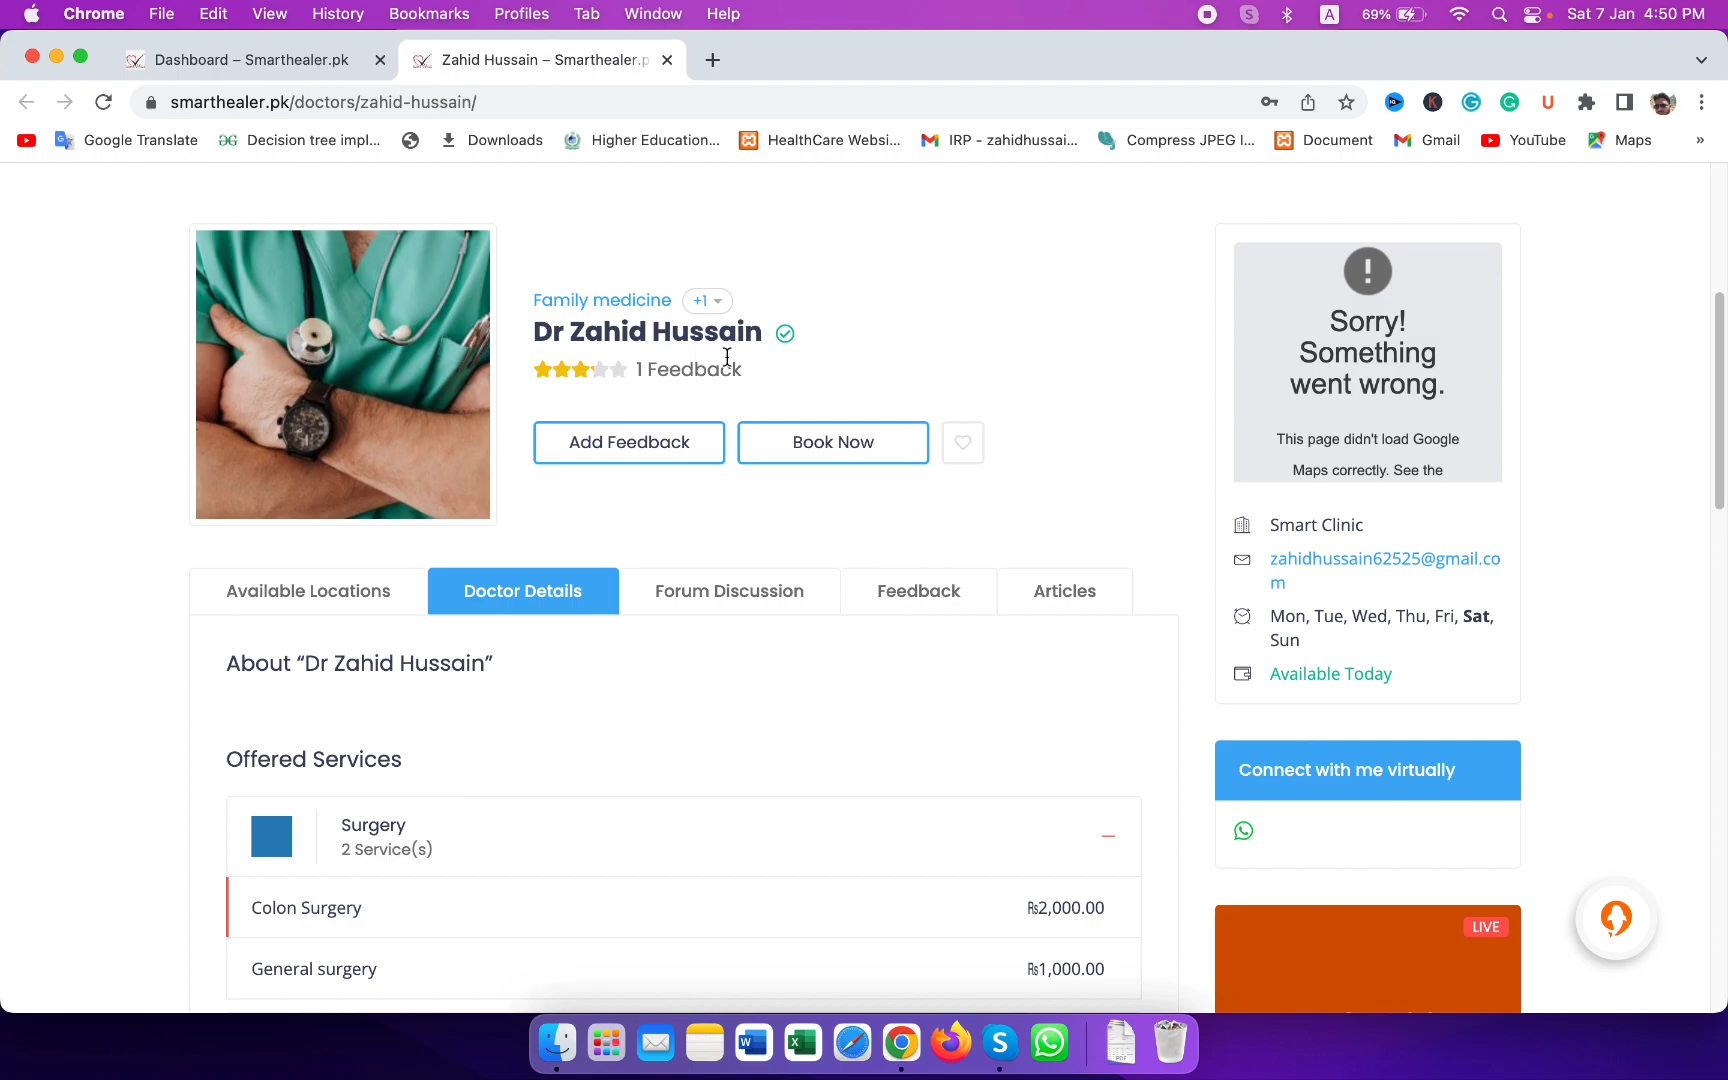 Chrome File Edit View History Bookmarks Profiles Tab Window Help A 69% Sat 7 Jan 4:50 PM
Dashboard – Smarthealer.pk Zahid Hussain – Smarthealer.p
smarthealer.pk/doctors/zahid-hussain/
Google Translate Decision tree impl... Downloads Higher Education... HealthCare Websi... IRP - zahidhussai... Compress JPEG I... Document Gmail YouTube Maps »
Family medicine +1
Dr Zahid Hussain
1 Feedback
Add Feedback Book Now
Sorry!
Something
went wrong.
This page didn't load Google
Maps correctly. See the
Smart Clinic
zahidhussain62525@gmail.co
m
Mon, Tue, Wed, Thu, Fri, Sat,
Sun
Available Today
Available Locations Doctor Details Forum Discussion Feedback Articles
About “Dr Zahid Hussain”
Offered Services
Surgery
2 Service(s)
Colon Surgery ₨2,000.00
General surgery ₨1,000.00
Connect with me virtually
LIVE